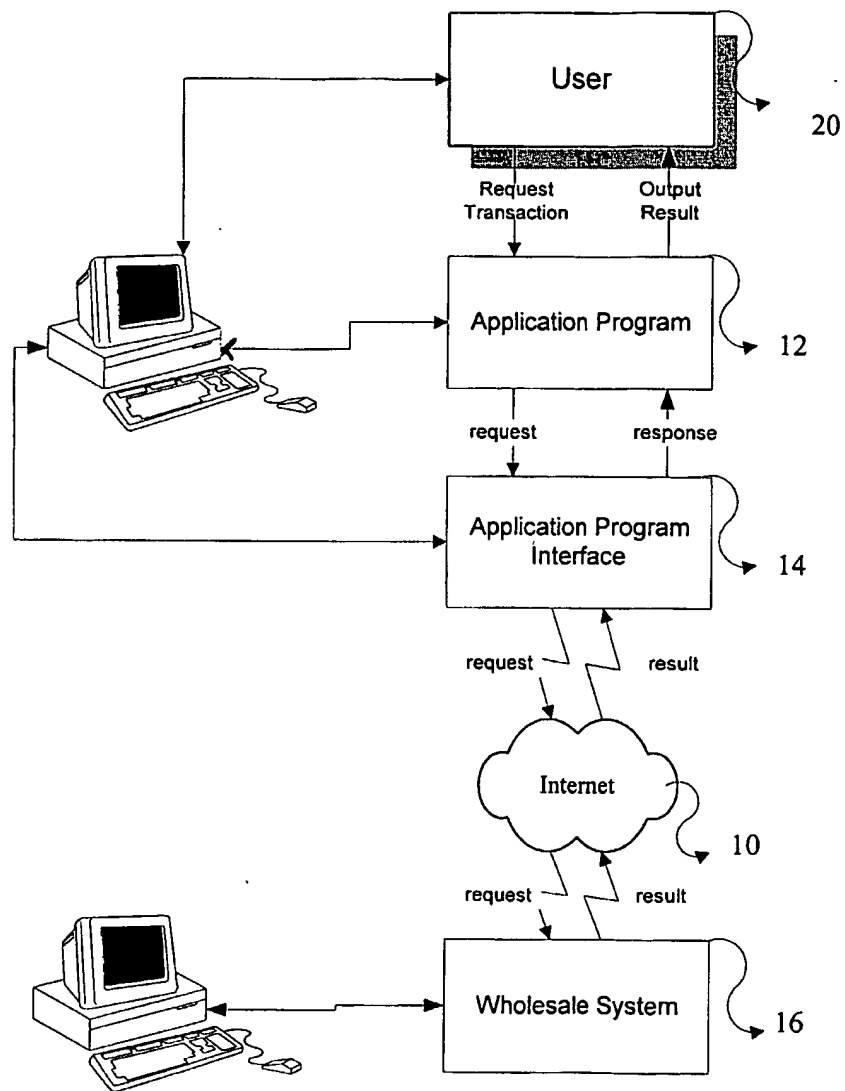 User
20
Request
Transaction
Output
Result
Application Program
12
request
response
Application Program
Interface
14
request
result
Internet
10
request
result
Wholesale System
16